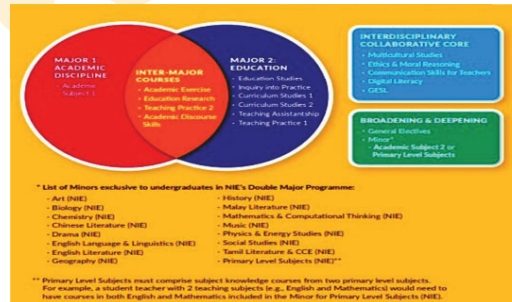 MAJOR 1:
ACADEMIC
DISCIPLINE
• Academic
Subject 1
INTER-MAJOR
COURSES
• Academic Exercise
• Education Research
• Teaching Practice 2
• Academic Discourse
Skills
MAJOR 2:
EDUCATION
• Education Studies
• Inquiry into Practice
• Curriculum Studies 1
• Curriculum Studies 2
• Teaching Assistantship
• Teaching Practice 1
INTERDISCIPLINARY
COLLABORATIVE CORE
• Multicultural Studies
• Ethics & Moral Reasoning
• Communication Skills for Teachers
• Digital Literacy
• GESL
BROADENING & DEEPENING
• General Electives
• Minor*
- Academic Subject 2 or
Primary Level Subjects
* List of Minors exclusive to undergraduates in NIE's Double Major Programme:
- Art (NIE)
- Biology (NIE)
- Chemistry (NIE)
- Chinese Literature (NIE)
- Drama (NIE)
- English Language & Linguistics (NIE)
- English Literature (NIE)
- Geography (NIE)
- History (NIE)
- Malay Literature (NIE)
- Mathematics & Computational Thinking (NIE)
- Music (NIE)
- Physics & Energy Studies (NIE)
- Social Studies (NIE)
- Tamil Literature & CCE (NIE)
- Primary Level Subjects (NIE)**
** Primary Level Subjects must comprise subject knowledge courses from two primary level subjects.
For example, a student teacher with 2 teaching subjects (e.g., English and Mathematics) would need to
have courses in both English and Mathematics included in the Minor for Primary Level Subjects (NIE).